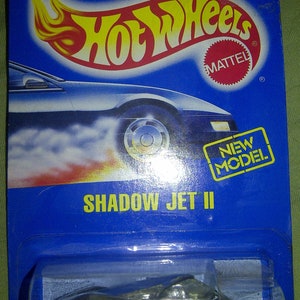 HOT WHEELS
®
MATTEL
®
NEW
MODEL
SHADOW JET II